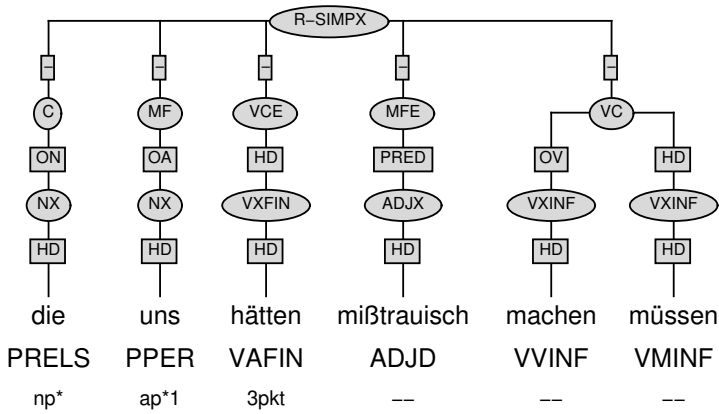 R–SIMPX
– – – – –
C MF VCE MFE VC
ON OA HD PRED OV HD
NX NX VXFIN ADJX VXINF VXINF
HD HD HD HD HD HD
die uns hätten mißtrauisch machen müssen
PRELS PPER VAFIN ADJD VVINF VMINF
np* ap*1 3pkt –– –– ––